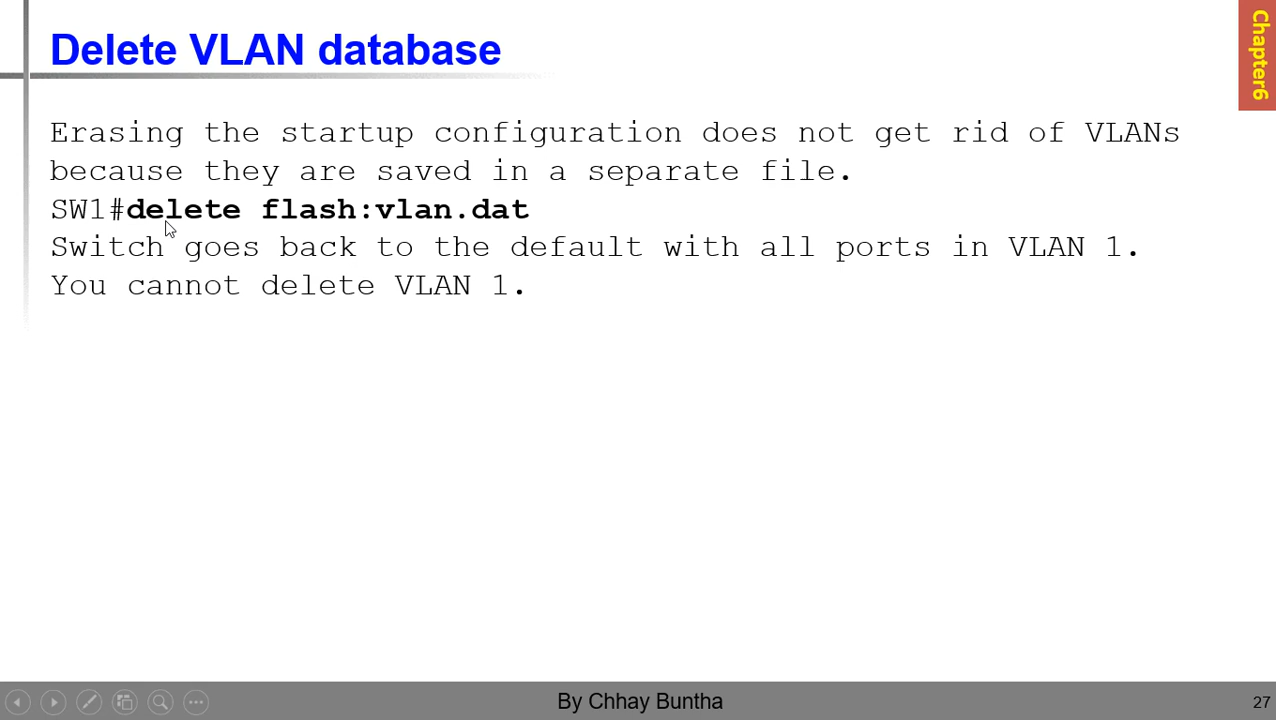 Delete VLAN database
Chapter6
Erasing the startup configuration does not get rid of VLANs
because they are saved in a separate file.
SW1#delete flash:vlan.dat
Switch goes back to the default with all ports in VLAN 1.
You cannot delete VLAN 1.
By Chhay Buntha
27